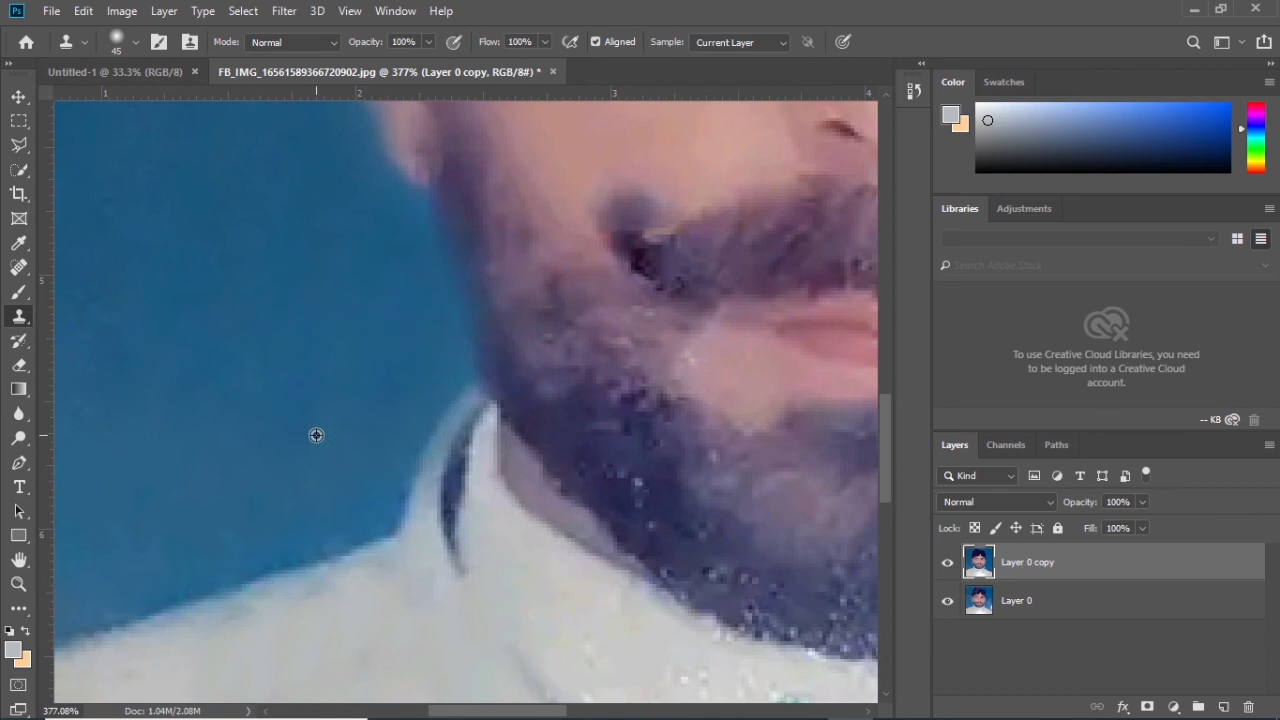 Ps File Edit Image Layer Type Select Filter 3D View Window Help
45 Mode: Normal Opacity: 100% Flow: 100% Aligned Sample: Current Layer
Untitled-1 @ 33.3% (RGB/8) × FB_IMG_16561589366720902.jpg @ 377% (Layer 0 copy, RGB/8#) * ×
1 2 3 4
5
6
Color Swatches
Libraries Adjustments
Search Adobe Stock
To use Creative Cloud Libraries, you need
to be logged into a Creative Cloud
account.
-- KB
Layers Channels Paths
Kind
Normal Opacity: 100%
Lock: Fill: 100%
Layer 0 copy
Layer 0
377.08% Doc: 1.04M/2.08M